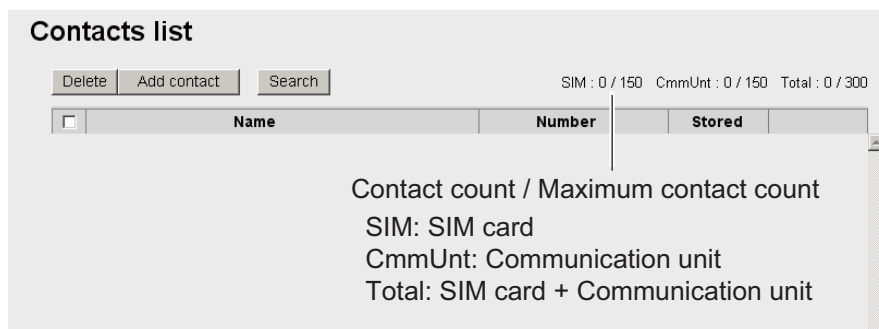 Contacts list
Delete Add contact Search SIM : 0 / 150 CmmUnt : 0 / 150 Total : 0 / 300
Name Number Stored
Contact count / Maximum contact count
SIM: SIM card
CmmUnt: Communication unit
Total: SIM card + Communication unit